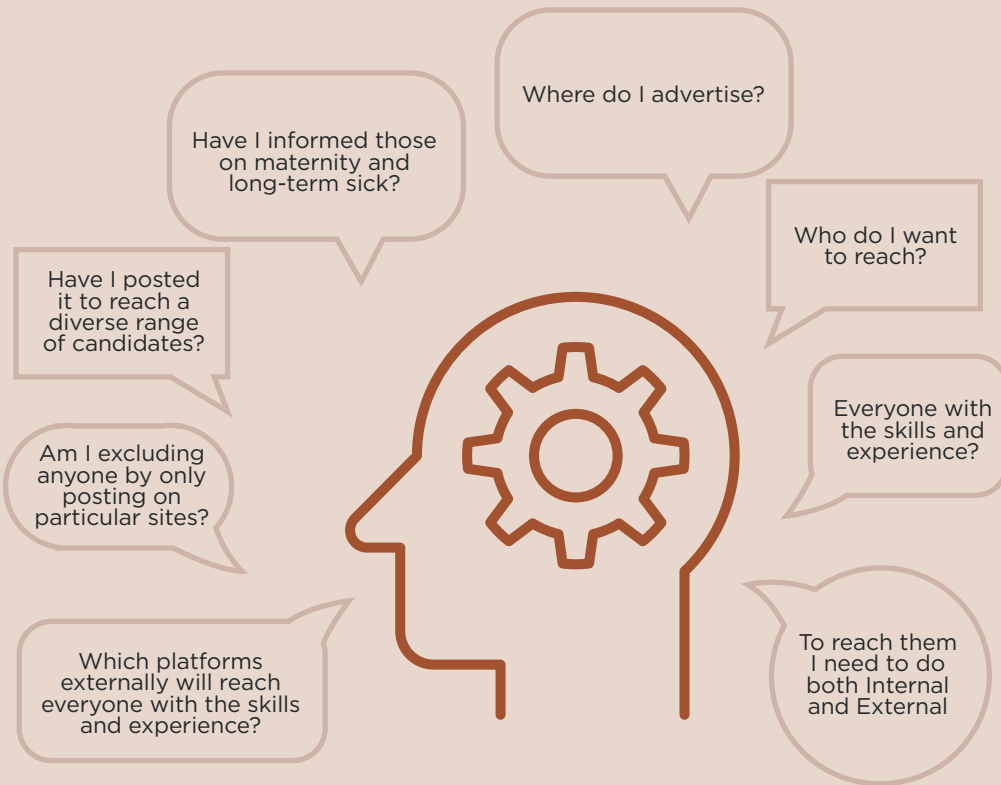 Where do I advertise?
Have I informed those
on maternity and
long-term sick?
Who do I want
to reach?
Have I posted
it to reach a
diverse range
of candidates?
Everyone with
the skills and
experience?
Am I excluding
anyone by only
posting on
particular sites?
To reach them
I need to do
both Internal
and External
Which platforms
externally will reach
everyone with the skills
and experience?